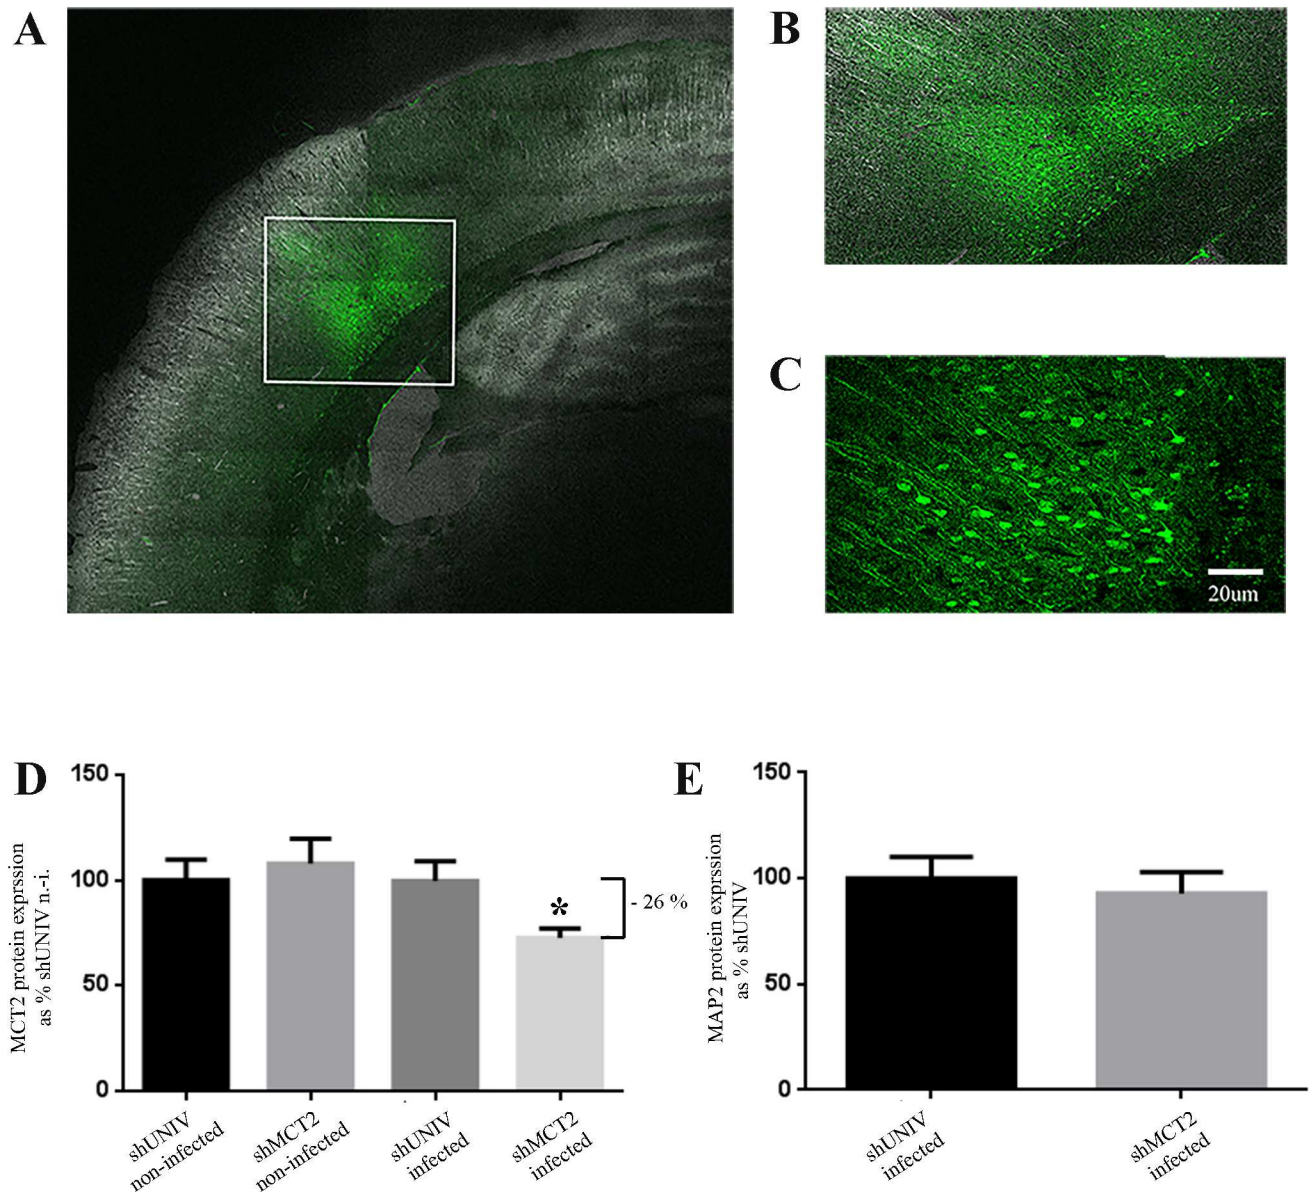 A
B
C
20um
D
MCT2 protein exprssion
as % shUNIV n.-i.
150
100
50
0
*
- 26 %
shUNIV
non-infected
shMCT2
non-infected
shUNIV
infected
shMCT2
infected
E
MAP2 protein exprssion
as % shUNIV
150
100
50
0
shUNIV
infected
shMCT2
infected